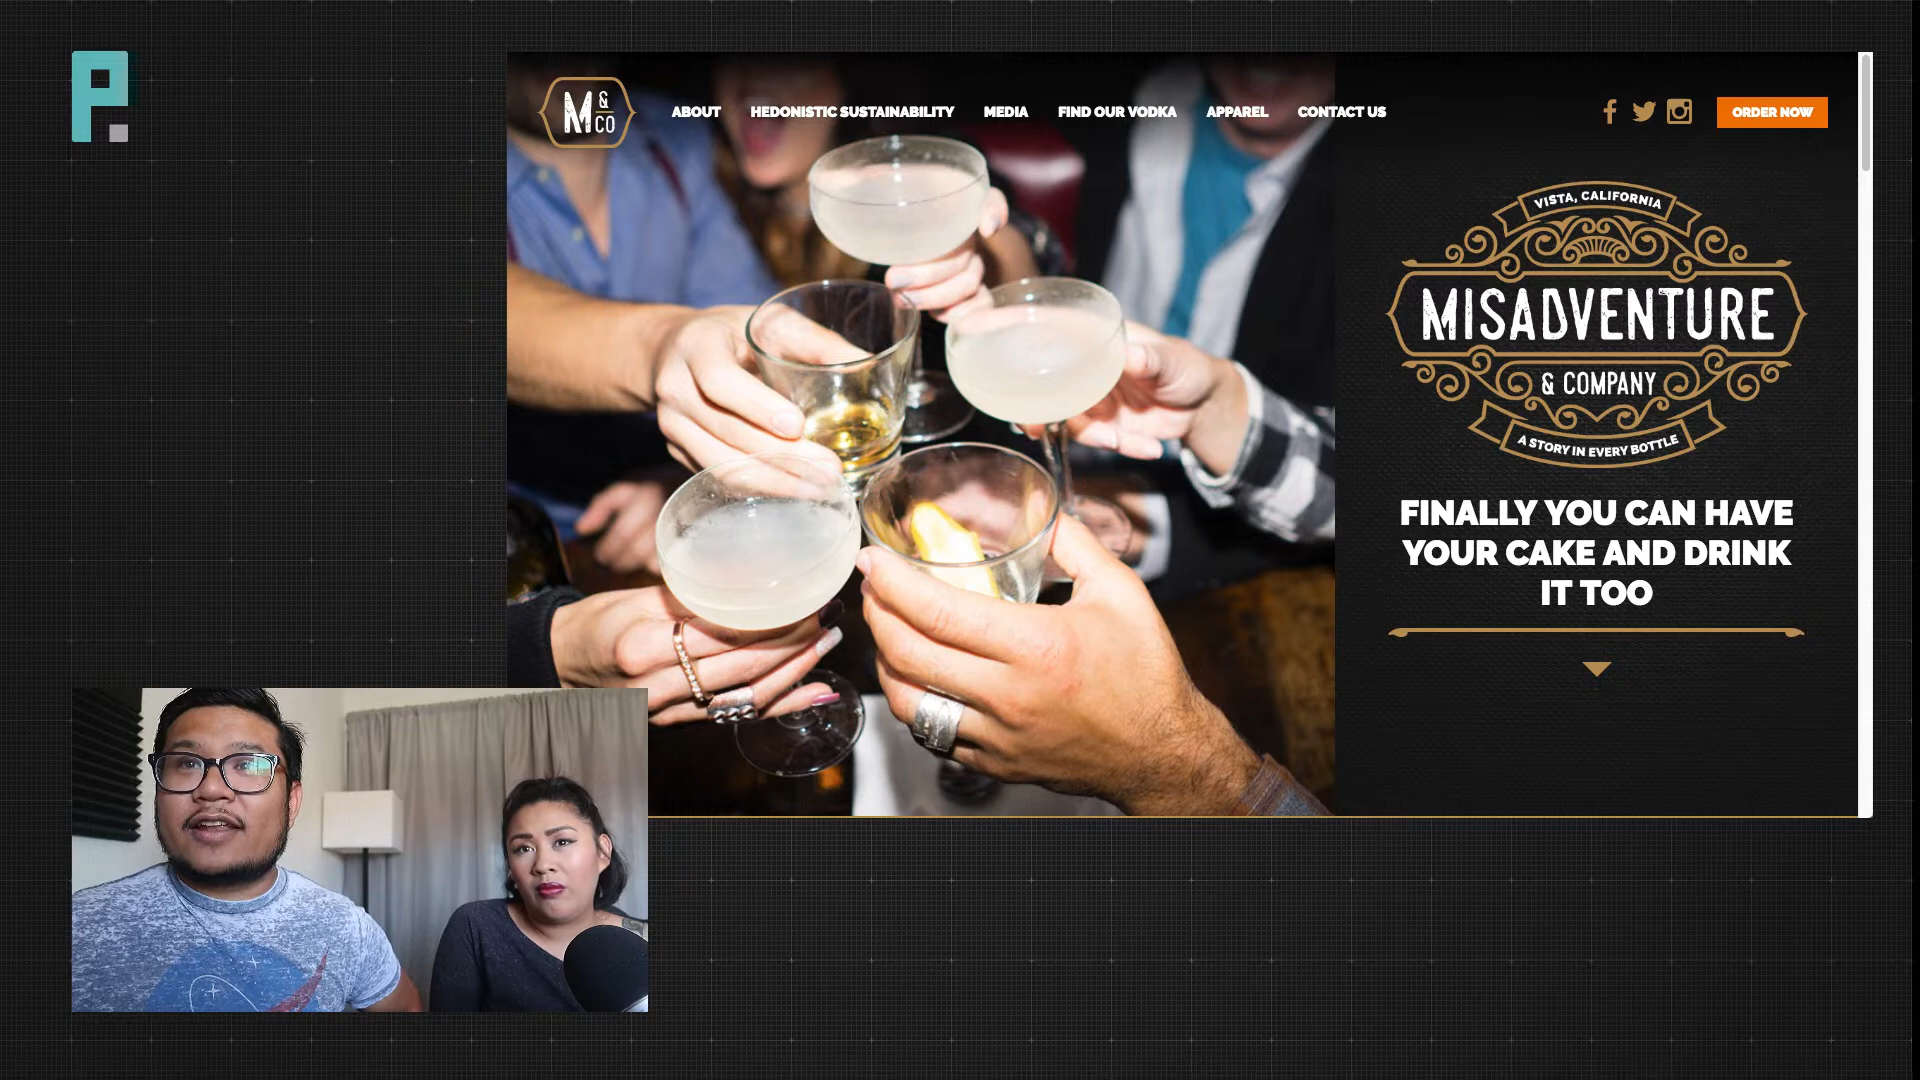 P.
M & CO
ABOUT
HEDONISTIC SUSTAINABILITY
MEDIA
FIND OUR VODKA
APPAREL
CONTACT US
ORDER NOW
VISTA, CALIFORNIA
MISADVENTURE
& COMPANY
A STORY IN EVERY BOTTLE
FINALLY YOU CAN HAVE
YOUR CAKE AND DRINK
IT TOO